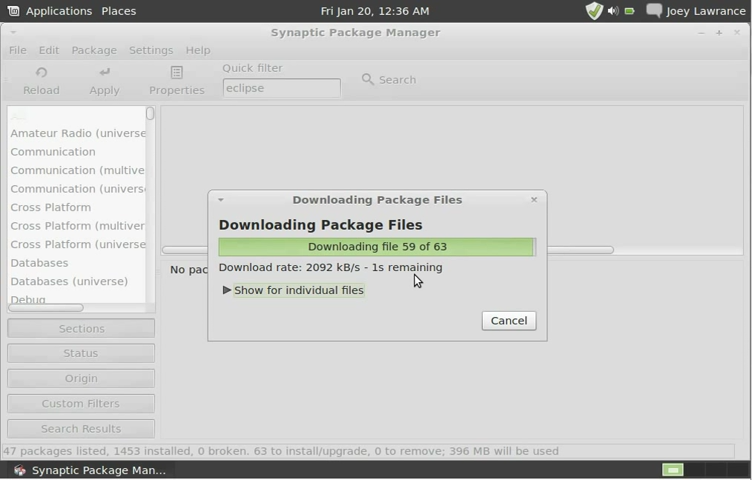 Applications Places Fri Jan 20, 12:36 AM Joey Lawrance
Synaptic Package Manager
File Edit Package Settings Help
Reload Apply Properties Quick filter Search
eclipse
All
Amateur Radio (universe
Communication
Communication (multive
Communication (univers
Cross Platform
Cross Platform (multiver
Cross Platform (universe
Databases
Databases (universe)
Debug
No pac
Downloading Package Files
Downloading Package Files
Downloading file 59 of 63
Download rate: 2092 kB/s - 1s remaining
Show for individual files
Cancel
Sections
Status
Origin
Custom Filters
Search Results
47 packages listed, 1453 installed, 0 broken. 63 to install/upgrade, 0 to remove; 396 MB will be used
Synaptic Package Man...